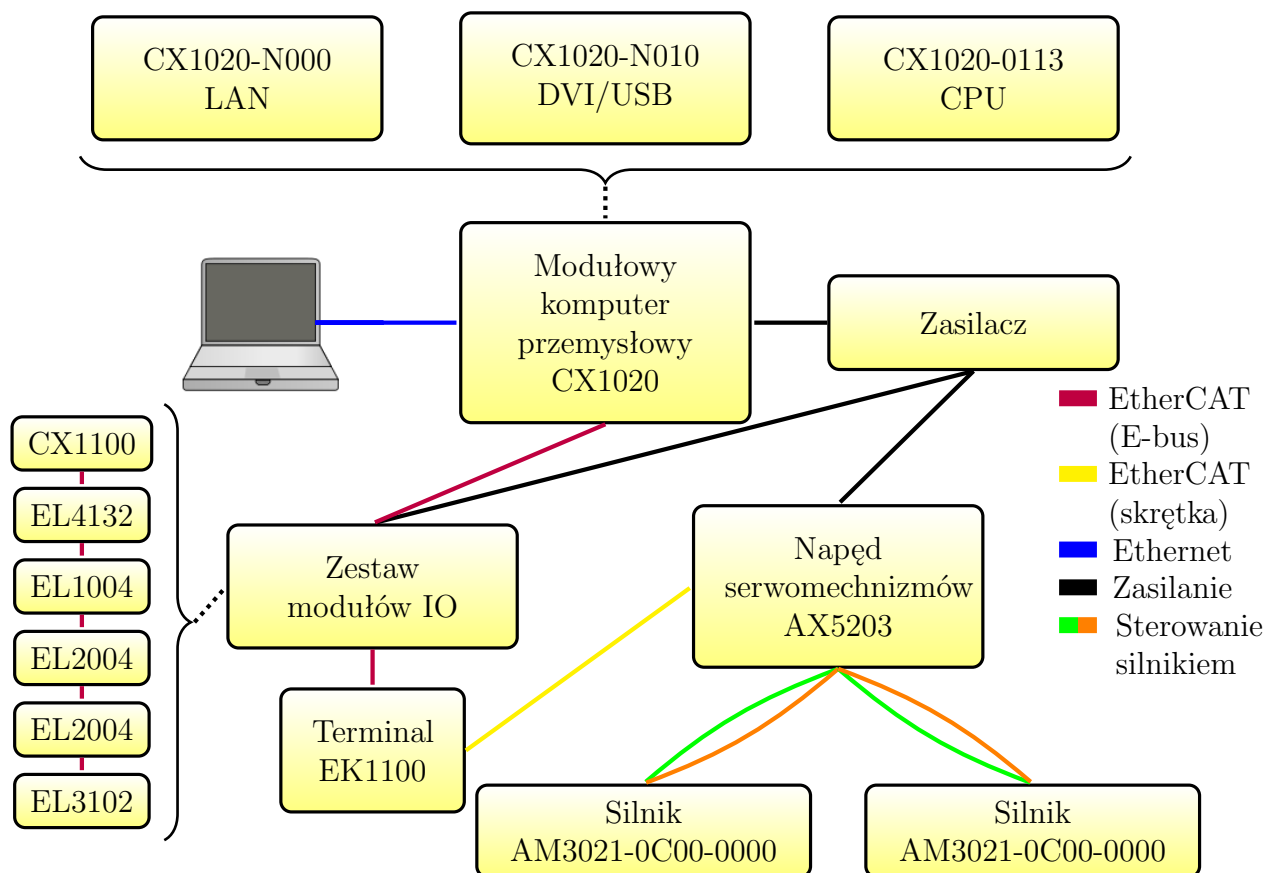 CX1020-N000
LAN
CX1020-N010
DVI/USB
CX1020-0113
CPU
Modułowy
komputer
przemysłowy
CX1020
Zasilacz
EtherCAT
(E-bus)
EtherCAT
(skrętka)
Ethernet
Zasilanie
Sterowanie
silnikiem
CX1100
EL4132
EL1004
EL2004
EL2004
EL3102
Zestaw
modułów IO
Napęd
serwomechnizmów
AX5203
Terminal
EK1100
Silnik
AM3021-0C00-0000
Silnik
AM3021-0C00-0000